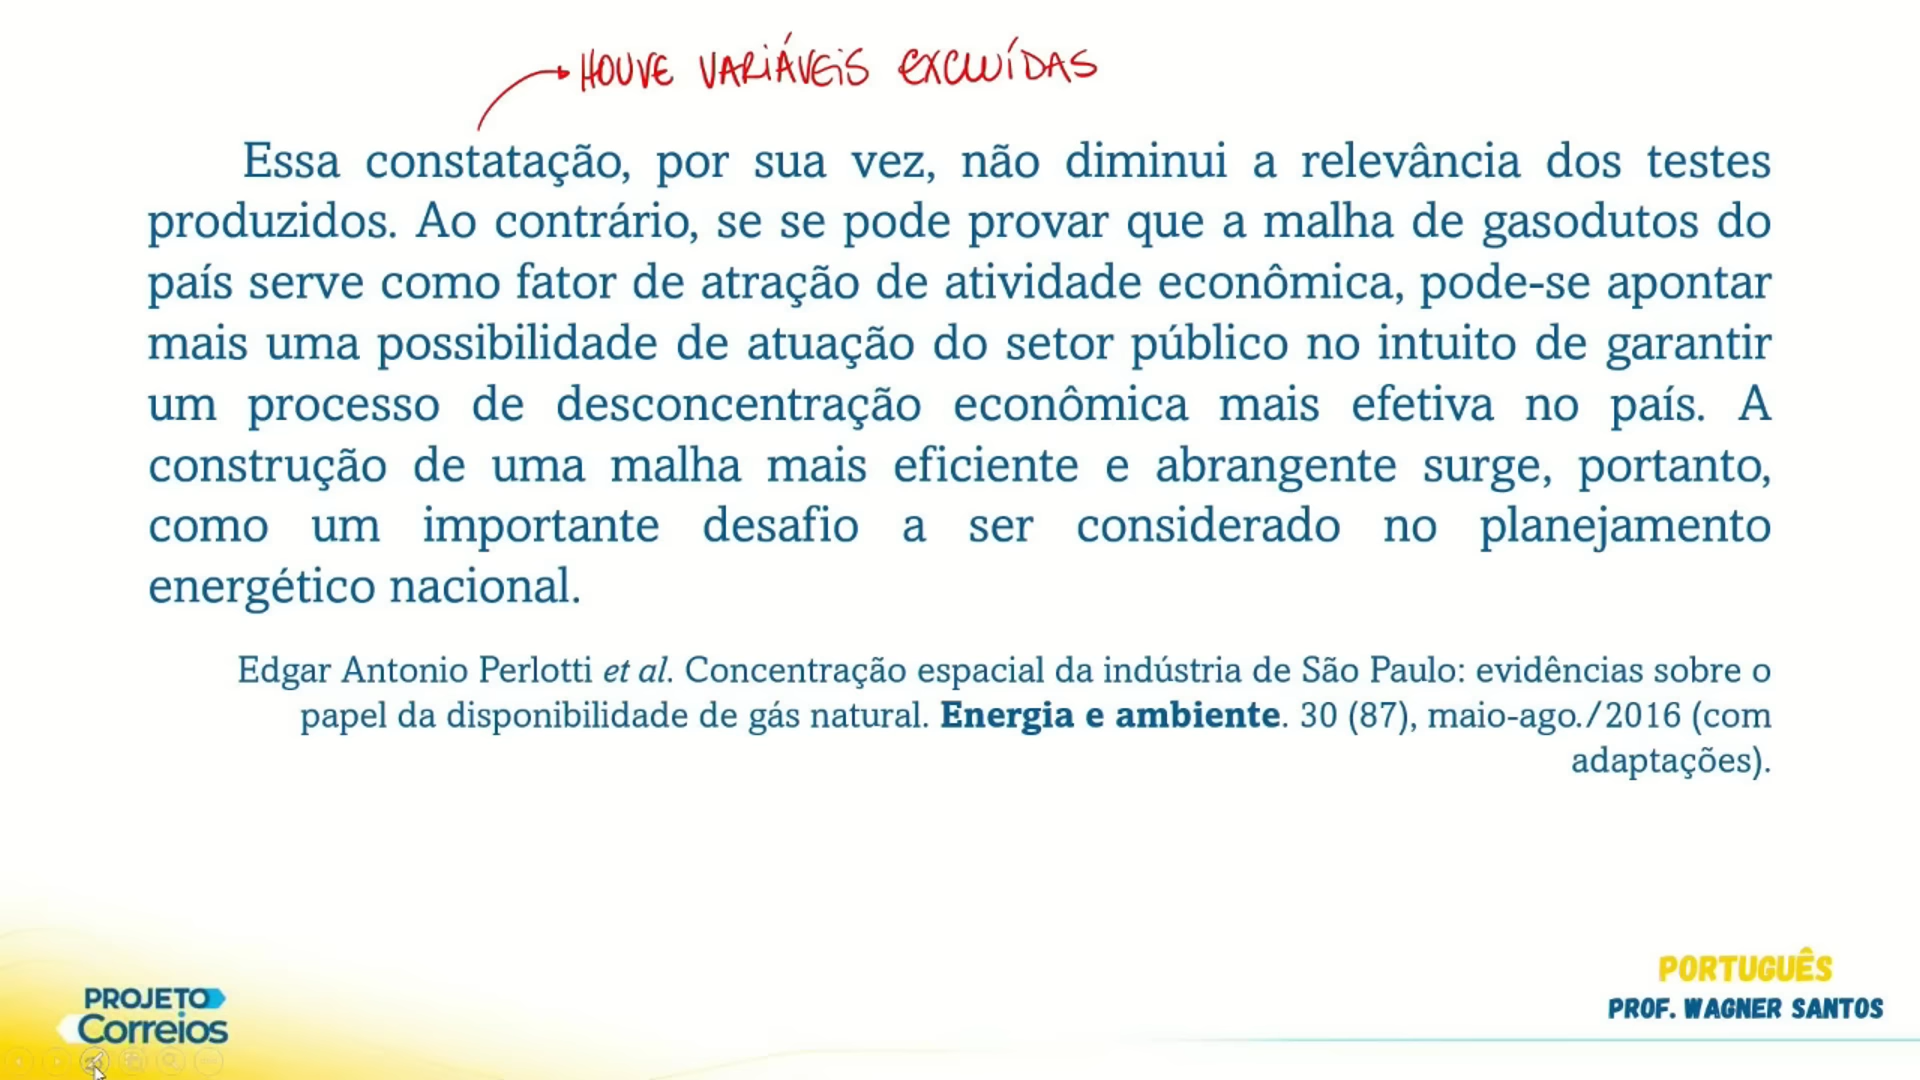 HOUVE VARIÁVEIS EXCLUÍDAS
Essa constatação, por sua vez, não diminui a relevância dos testes
produzidos. Ao contrário, se se pode provar que a malha de gasodutos do
país serve como fator de atração de atividade econômica, pode-se apontar
mais uma possibilidade de atuação do setor público no intuito de garantir
um processo de desconcentração econômica mais efetiva no país. A
construção de uma malha mais eficiente e abrangente surge, portanto,
como um importante desafio a ser considerado no planejamento
energético nacional.
Edgar Antonio Perlotti et al. Concentração espacial da indústria de São Paulo: evidências sobre o
papel da disponibilidade de gás natural. Energia e ambiente. 30 (87), maio-ago./2016 (com
adaptações).
PROJETO
Correios
PORTUGUÊS
PROF. WAGNER SANTOS